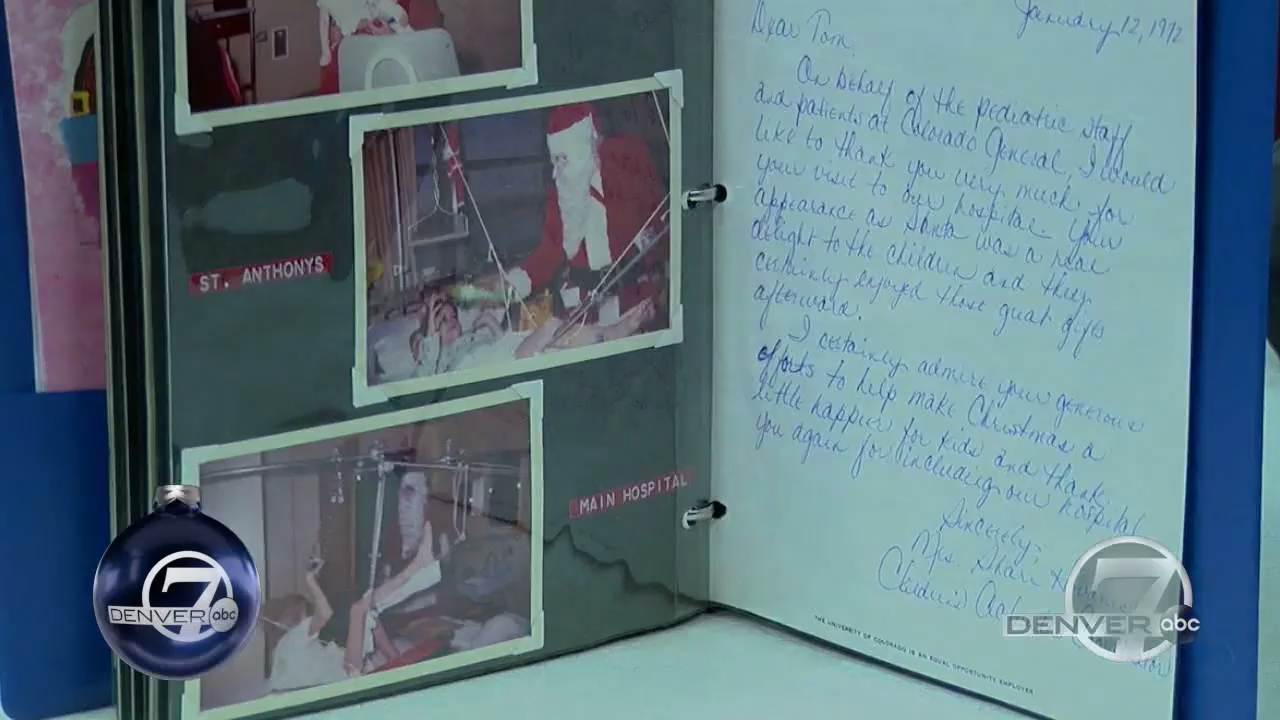 ST. ANTHONYS
MAIN HOSPITAL
January 12, 1972
Dear Tom,
On behalf of the pediatric staff
and patients at Colorado General, I would
like to thank you very much for
your visit to our hospital. Your
appearance as Santa was a real
delight to the children and they
certainly enjoyed those great gifts
afterward.
I certainly admire your generous
efforts to help make Christmas a
little happier for kids and thank
you again for including our hospital
Sincerely,
Mrs. Shari
THE UNIVERSITY OF COLORADO IS AN EQUAL OPPORTUNITY EMPLOYER
DENVER 7 abc
DENVER 7 abc